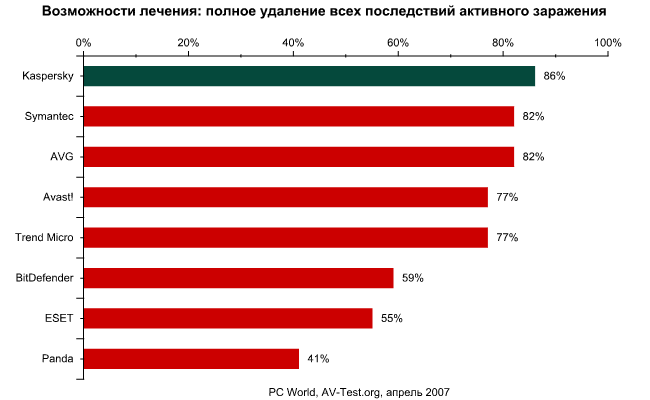 Возможности лечения: полное удаление всех последствий активного заражения
0% 20% 40% 60% 80% 100%
Kaspersky 86%
Symantec 82%
AVG 82%
Avast! 77%
Trend Micro 77%
BitDefender 59%
ESET 55%
Panda 41%
PC World, AV-Test.org, апрель 2007